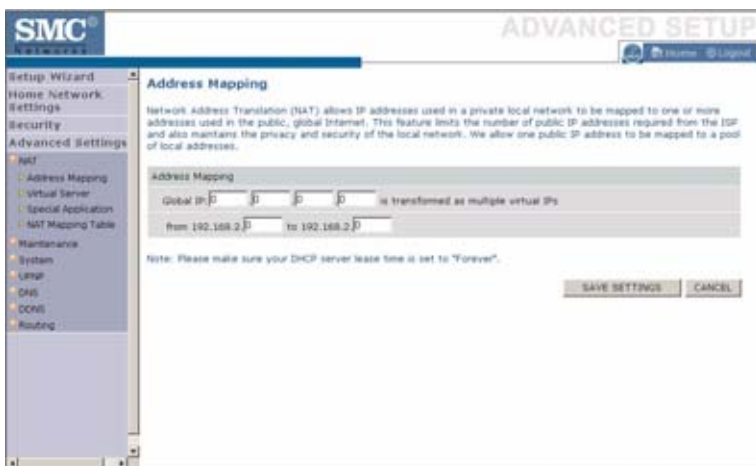 SMC®
Networks
ADVANCED SETUP
Home Logout
Setup Wizard
Home Network
Settings
Security
Advanced Settings
NAT
Address Mapping
Virtual Server
Special Application
NAT Mapping Table
Maintenance
System
UPNP
DNS
DDNS
Routing
Address Mapping
Network Address Translation (NAT) allows IP addresses used in a private local network to be mapped to one or more
addresses used in the public, global Internet. This feature limits the number of public IP addresses required from the ISP
and also maintains the privacy and security of the local network. We allow one public IP address to be mapped to a pool
of local addresses.
Address Mapping
Global IP: 0 . 0 . 0 . 0 is transformed as multiple virtual IPs
from 192.168.2. 0 to 192.168.2. 0
Note: Please make sure your DHCP server lease time is set to "Forever".
SAVE SETTINGS CANCEL